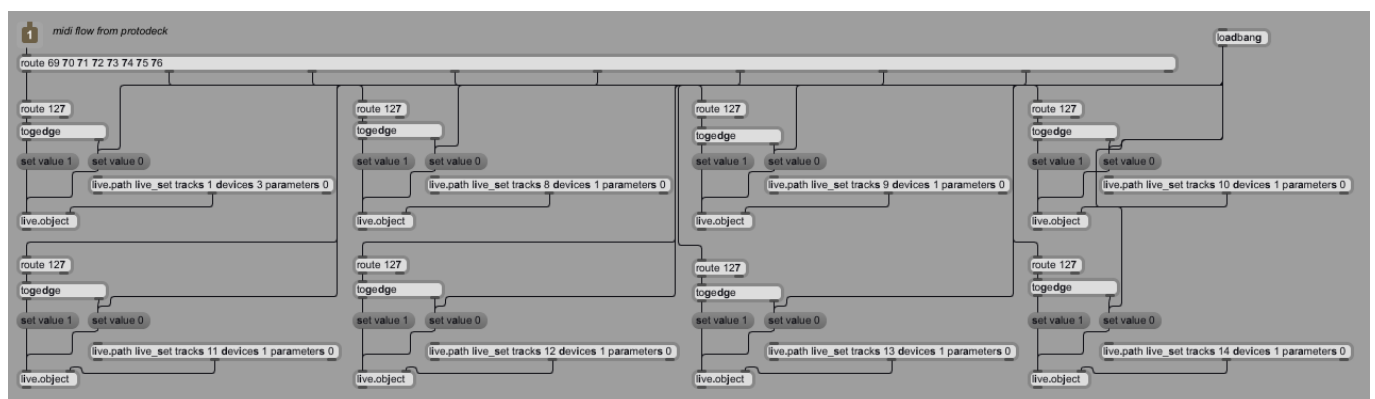 1
midi flow from protodeck
loadbang
route 69 70 71 72 73 74 75 76
route 127
route 127
route 127
route 127
togedge
togedge
togedge
togedge
set value 1 set value 0
set value 1 set value 0
set value 1 set value 0
set value 1 set value 0
live.path live_set tracks 1 devices 3 parameters 0
live.path live_set tracks 8 devices 1 parameters 0
live.path live_set tracks 9 devices 1 parameters 0
live.path live_set tracks 10 devices 1 parameters 0
live.object
live.object
live.object
live.object
route 127
route 127
route 127
route 127
togedge
togedge
togedge
togedge
set value 1 set value 0
set value 1 set value 0
set value 1 set value 0
set value 1 set value 0
live.path live_set tracks 11 devices 1 parameters 0
live.path live_set tracks 12 devices 1 parameters 0
live.path live_set tracks 13 devices 1 parameters 0
live.path live_set tracks 14 devices 1 parameters 0
live.object
live.object
live.object
live.object